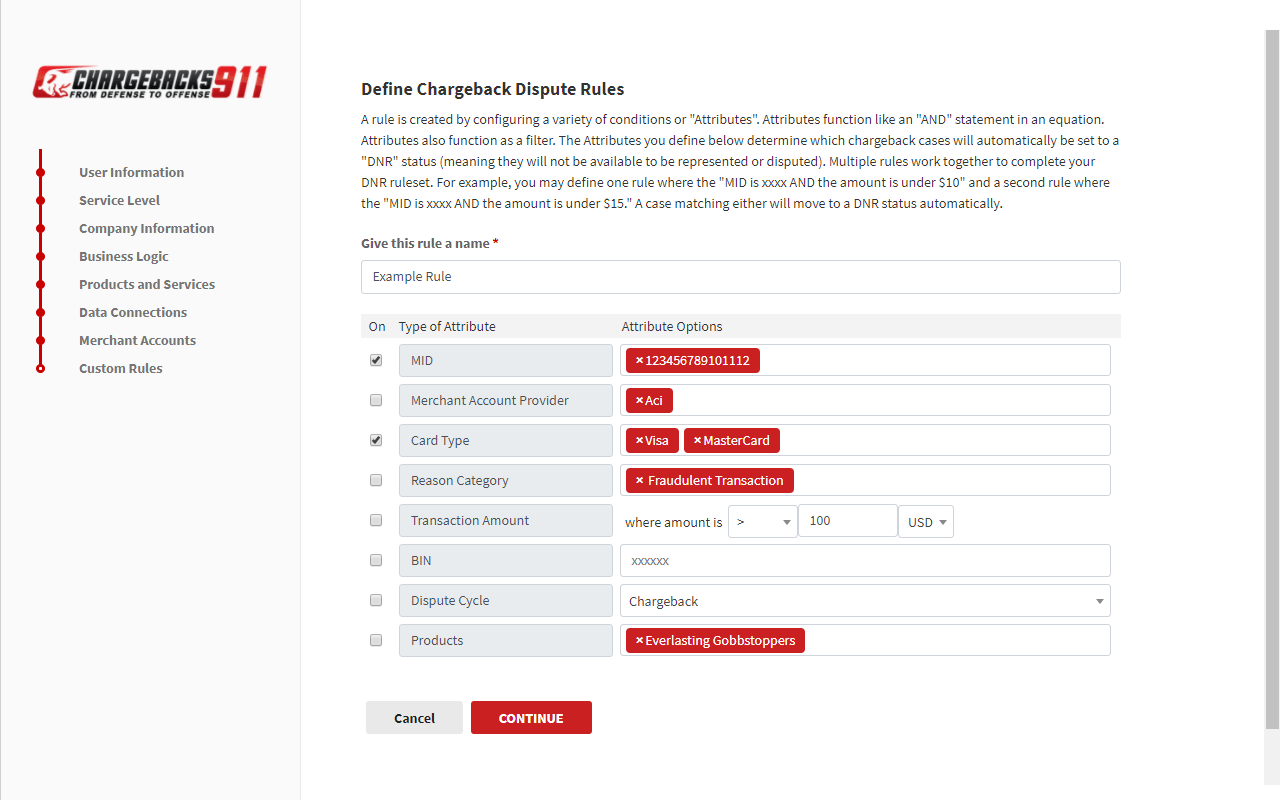 CHARGEBACKS911
FROM DEFENSE TO OFFENSE
User Information
Service Level
Company Information
Business Logic
Products and Services
Data Connections
Merchant Accounts
Custom Rules
Define Chargeback Dispute Rules
A rule is created by configuring a variety of conditions or "Attributes". Attributes function like an "AND" statement in an equation.
Attributes also function as a filter. The Attributes you define below determine which chargeback cases will automatically be set to a
"DNR" status (meaning they will not be available to be represented or disputed). Multiple rules work together to complete your
DNR ruleset. For example, you may define one rule where the "MID is xxxx AND the amount is under $10" and a second rule where
the "MID is xxxx AND the amount is under $15." A case matching either will move to a DNR status automatically.
Give this rule a name *
Example Rule
On Type of Attribute Attribute Options
MID ×123456789101112
Merchant Account Provider ×Aci
Card Type ×Visa ×MasterCard
Reason Category × Fraudulent Transaction
Transaction Amount where amount is > 100 USD
BIN xxxxxx
Dispute Cycle Chargeback
Products ×Everlasting Gobbstoppers
Cancel CONTINUE